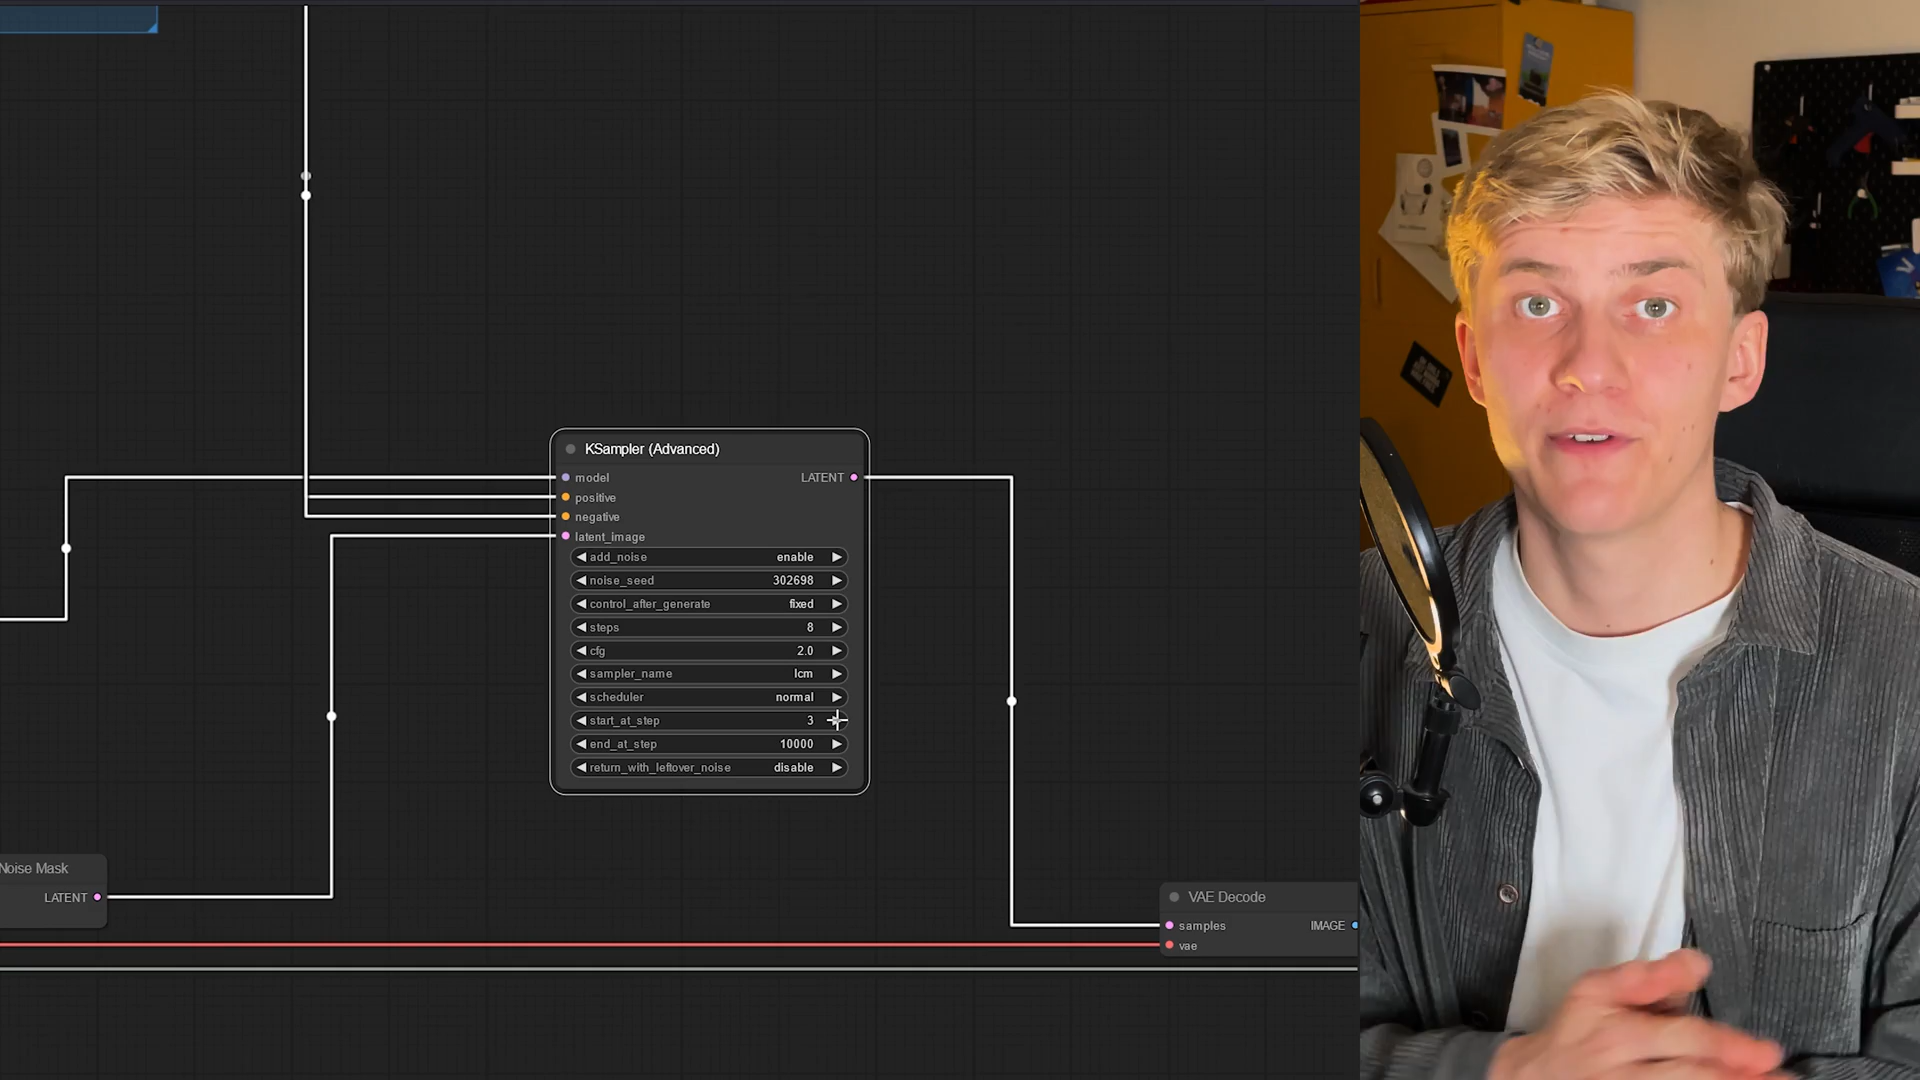 KSampler (Advanced)
model
LATENT
positive
negative
latent_image
add_noise
enable
noise_seed
302698
control_after_generate
fixed
steps
8
cfg
2.0
sampler_name
lcm
scheduler
normal
start_at_step
3
end_at_step
10000
return_with_leftover_noise
disable
Noise Mask
LATENT
VAE Decode
samples
IMAGE
vae